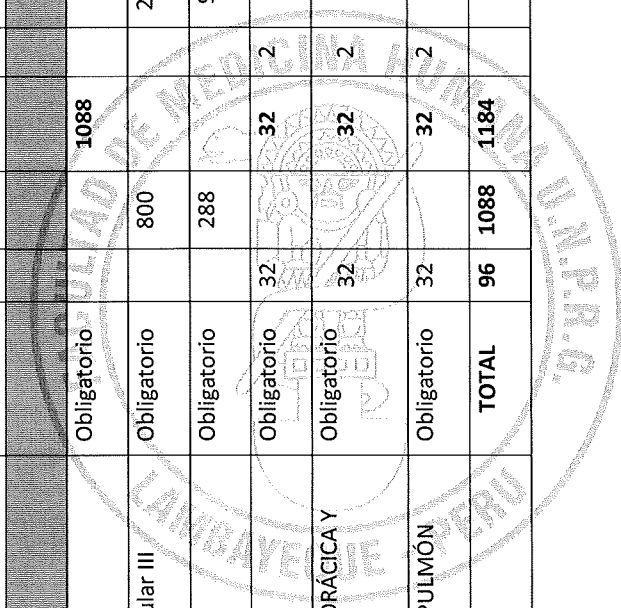 Obligatorio 1088
ular III Obligatorio 800 2
Obligatorio 288
Obligatorio 32 32 2
ORÁCICA Y Obligatorio 32 32 2
PULMÓN Obligatorio 32 32 2
TOTAL 96 1088 1184
FACULTAD DE MEDICINA HUMANA U.N.P.R.G.
LAMBAYEQUE - PERU